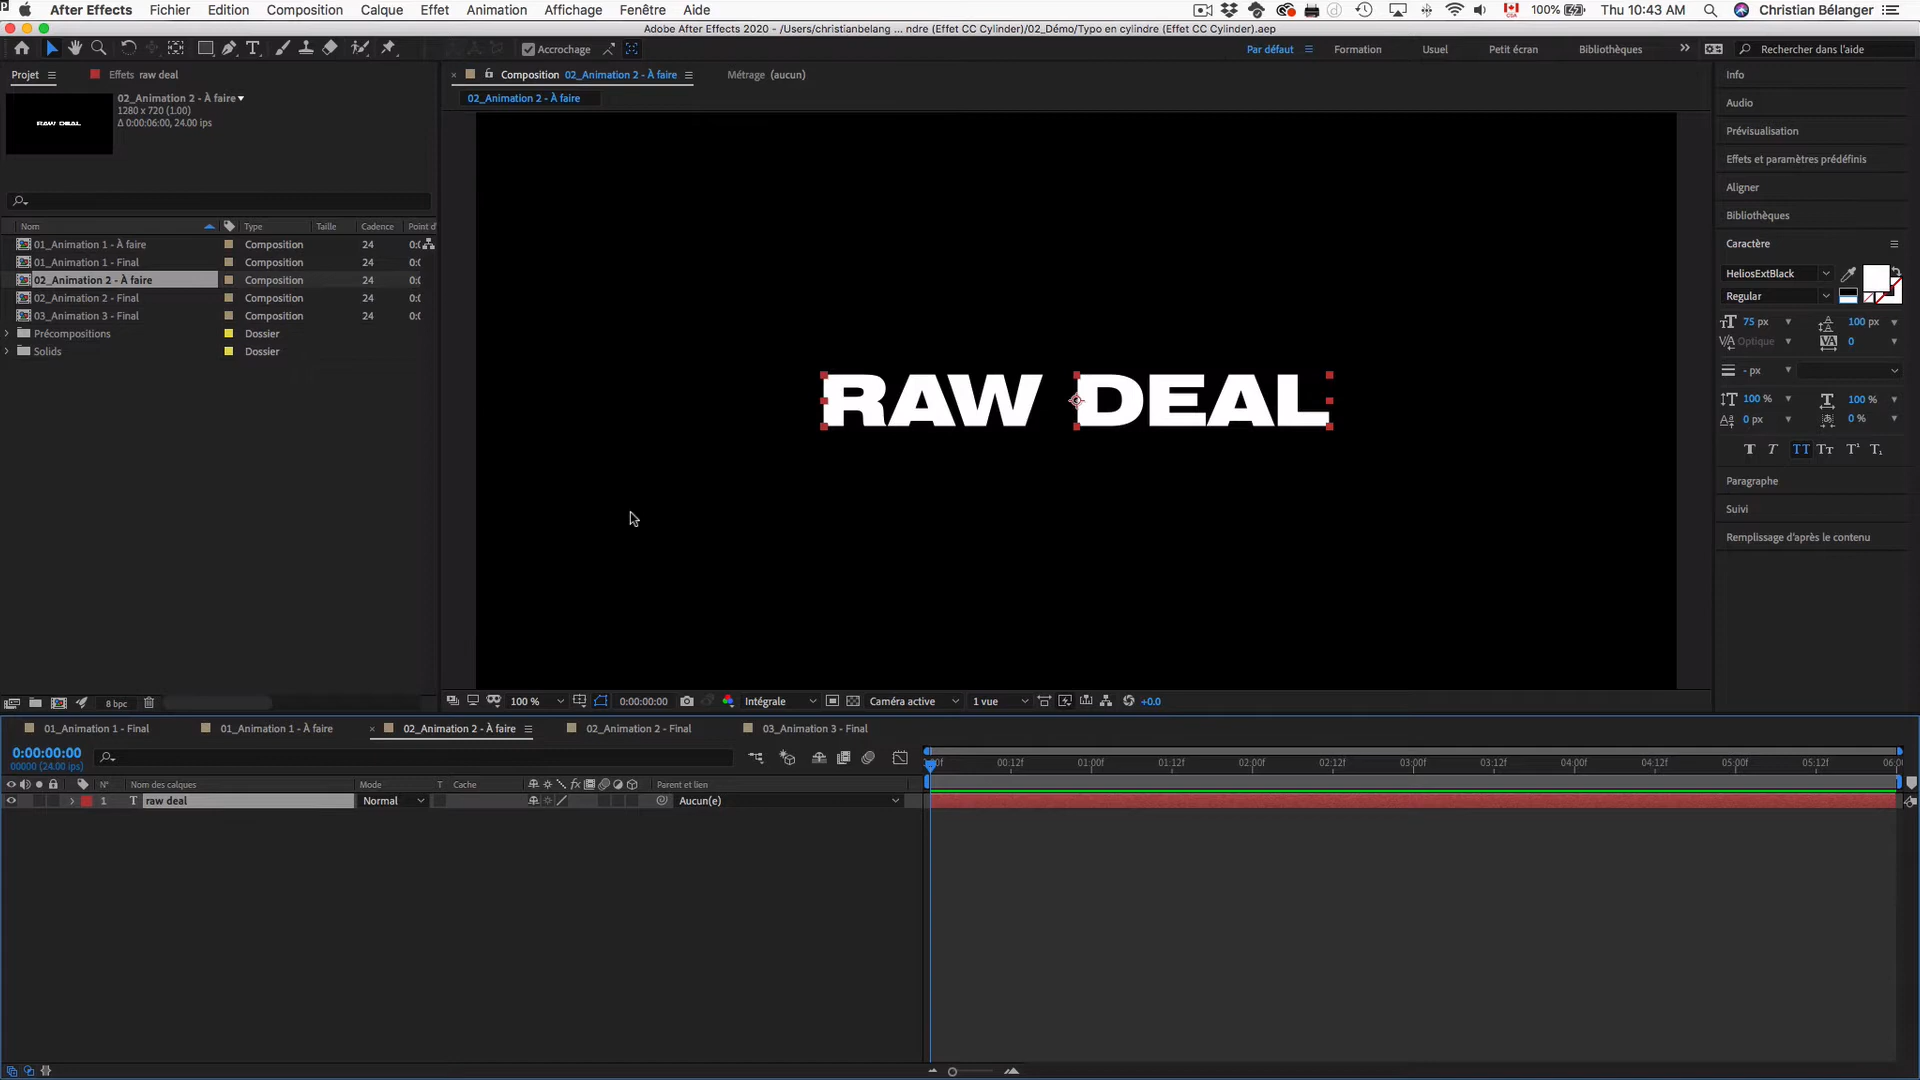 After Effects Fichier Edition Composition Calque Effet Animation Affichage Fenêtre Aide 100% Thu 10:43 AM Christian Bélanger
Adobe After Effects 2020 - /Users/christianbelang ... ndre (Effet CC Cylinder)/02_Démo/Typo en cylindre (Effet CC Cylinder).aep
Accrochage Par défaut Formation Usuel Petit écran Bibliothèques Rechercher dans l'aide
Projet Effets raw deal
02_Animation 2 - À faire
1280 x 720 (1.00)
Δ 0:00:06:00, 24.00 ips
RAW DEAL
Nom Type Taille Cadence Point d'
01_Animation 1 - À faire Composition 24 0:(
01_Animation 1 - Final Composition 24 0:(
02_Animation 2 - À faire Composition 24 0:(
02_Animation 2 - Final Composition 24 0:(
03_Animation 3 - Final Composition 24 0:(
Précompositions Dossier
Solids Dossier
8 bpc
Composition 02_Animation 2 - À faire Métrage (aucun)
02_Animation 2 - À faire
RAW DEAL
100 % 0:00:00:00 Intégrale Caméra active 1 vue +0.0
Info
Audio
Prévisualisation
Effets et paramètres prédéfinis
Aligner
Bibliothèques
Caractère
HeliosExtBlack
Regular
75 px 100 px
Optique 0
- px
100 % 100 %
0 px 0 %
Paragraphe
Suivi
Remplissage d'après le contenu
01_Animation 1 - Final 01_Animation 1 - À faire 02_Animation 2 - À faire 02_Animation 2 - Final 03_Animation 3 - Final
0:00:00:00
00000 (24.00 ips)
:00f 00:12f 01:00f 01:12f 02:00f 02:12f 03:00f 03:12f 04:00f 04:12f 05:00f 05:12f 06:0(
N° Nom des calques Mode T Cache Parent et lien
1 T raw deal Normal Aucun(e)